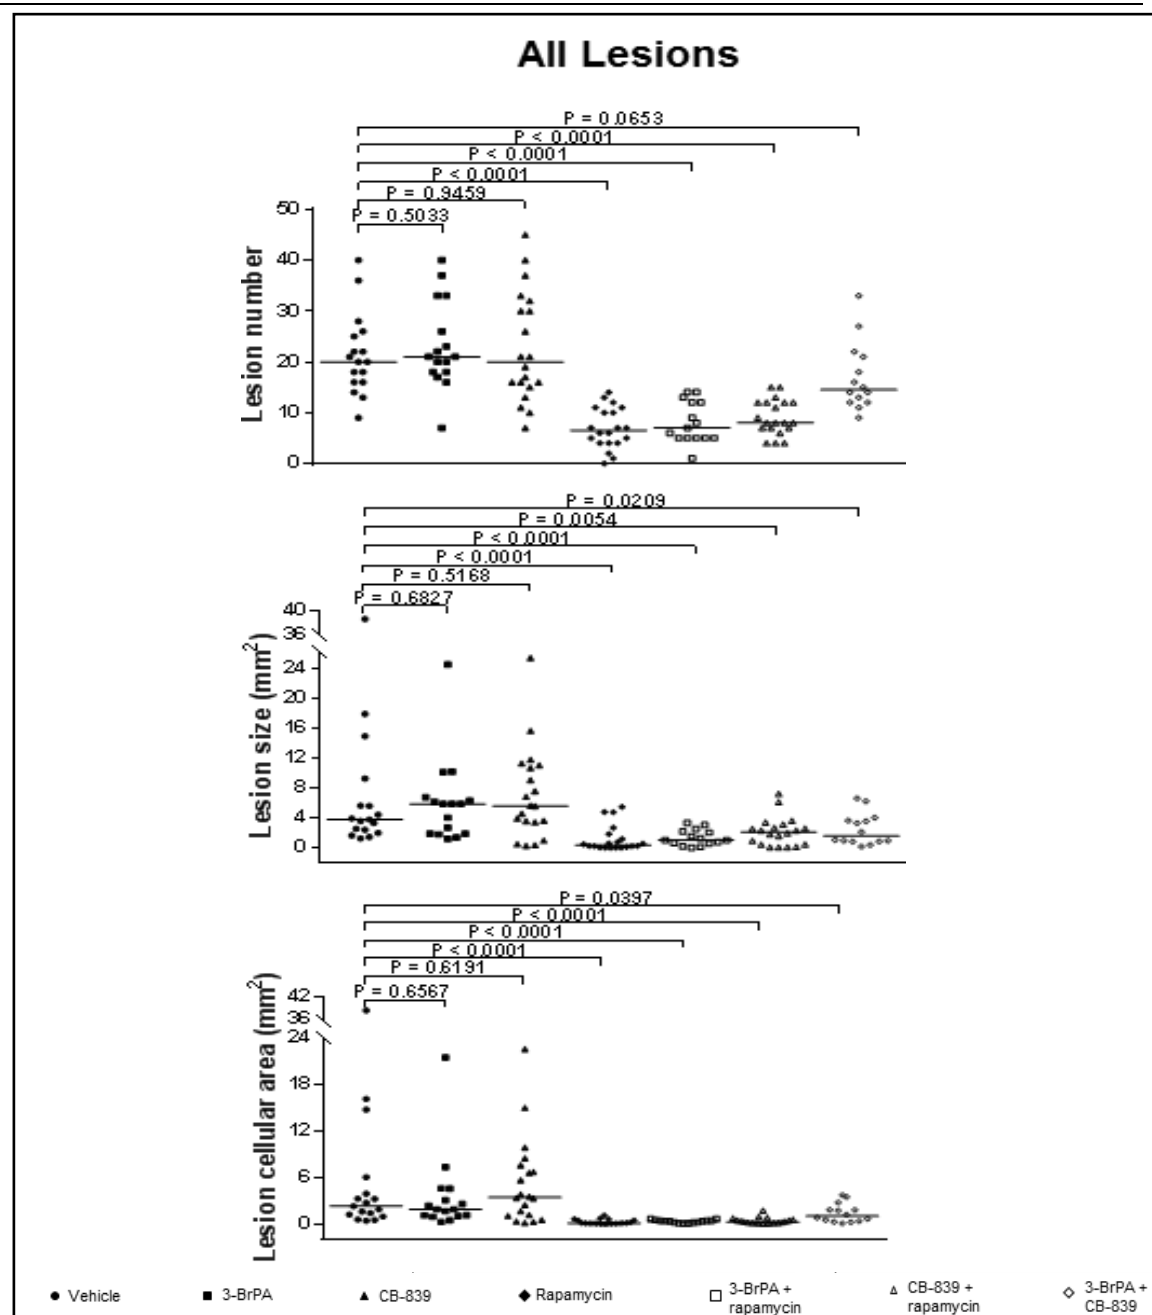 All Lesions
P = 0.0653
P < 0.0001
P < 0.0001
P < 0.0001
P = 0.9459
P = 0.5033
Lesion number
50
40
30
20
10
0
P = 0.0209
P = 0.0054
P < 0.0001
P < 0.0001
P = 0.5168
P = 0.6827
Lesion size (mm²)
40
36
24
20
16
12
8
4
0
P = 0.0397
P < 0.0001
P < 0.0001
P < 0.0001
P = 0.6191
P = 0.6567
Lesion cellular area (mm²)
42
36
24
18
12
6
0
Vehicle
3-BrPA
CB-839
Rapamycin
3-BrPA +
rapamycin
CB-839 +
rapamycin
3-BrPA +
CB-839